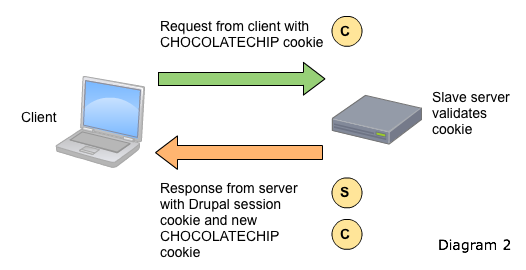 Request from client with
CHOCOLATECHIP cookie
C
Client
Slave server
validates
cookie
Response from server
with Drupal session
cookie and new
CHOCOLATECHIP
cookie
S
C
Diagram 2